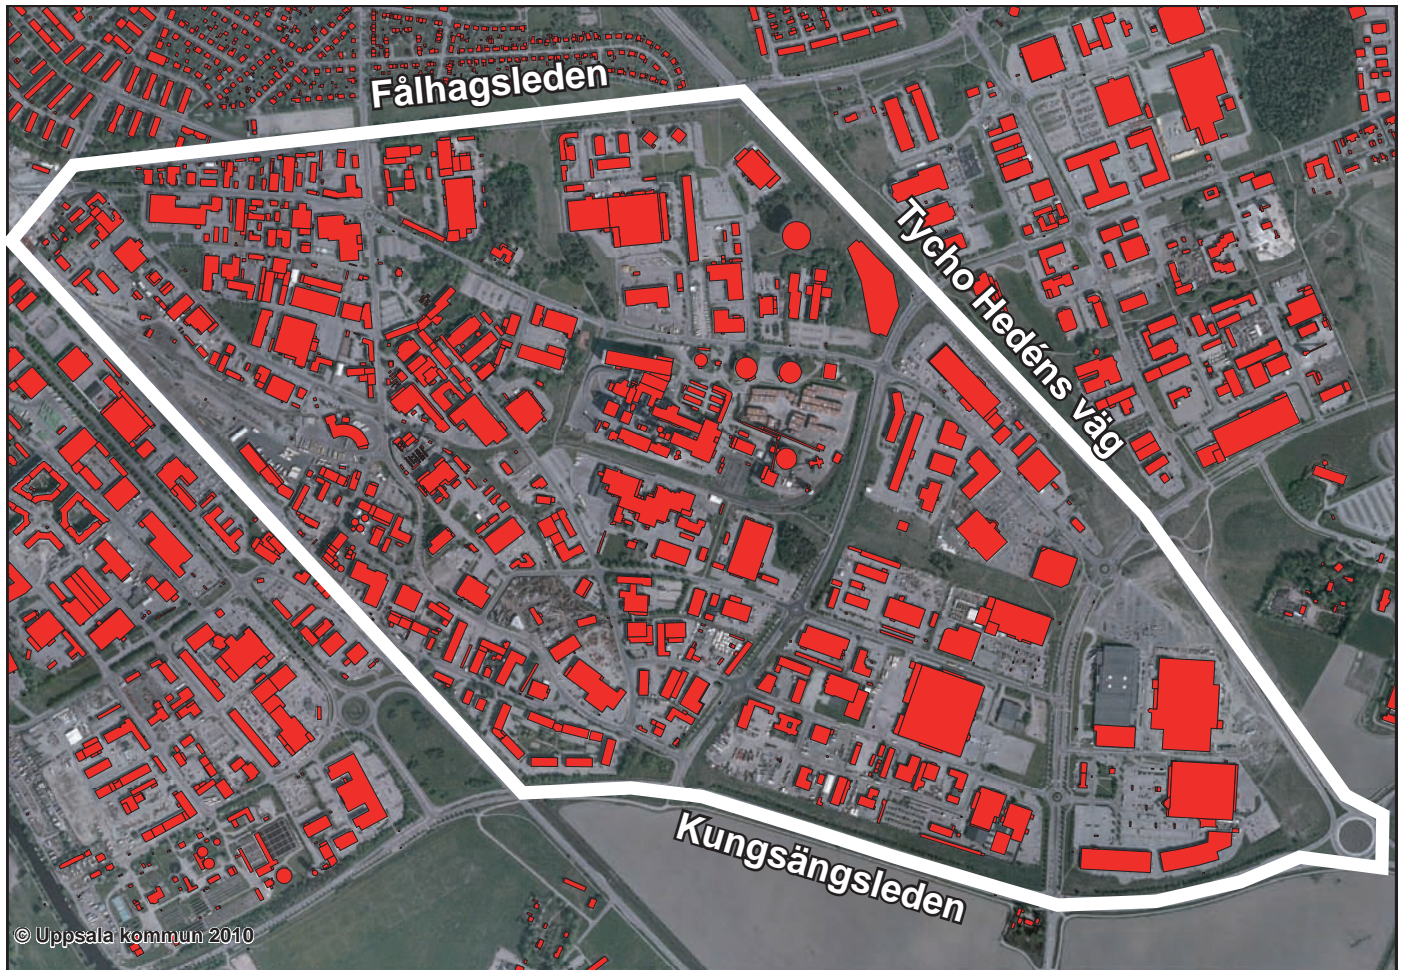 Fålhagsleden
Tycho Hedéns väg
Kungsängsleden
© Uppsala kommun 2010